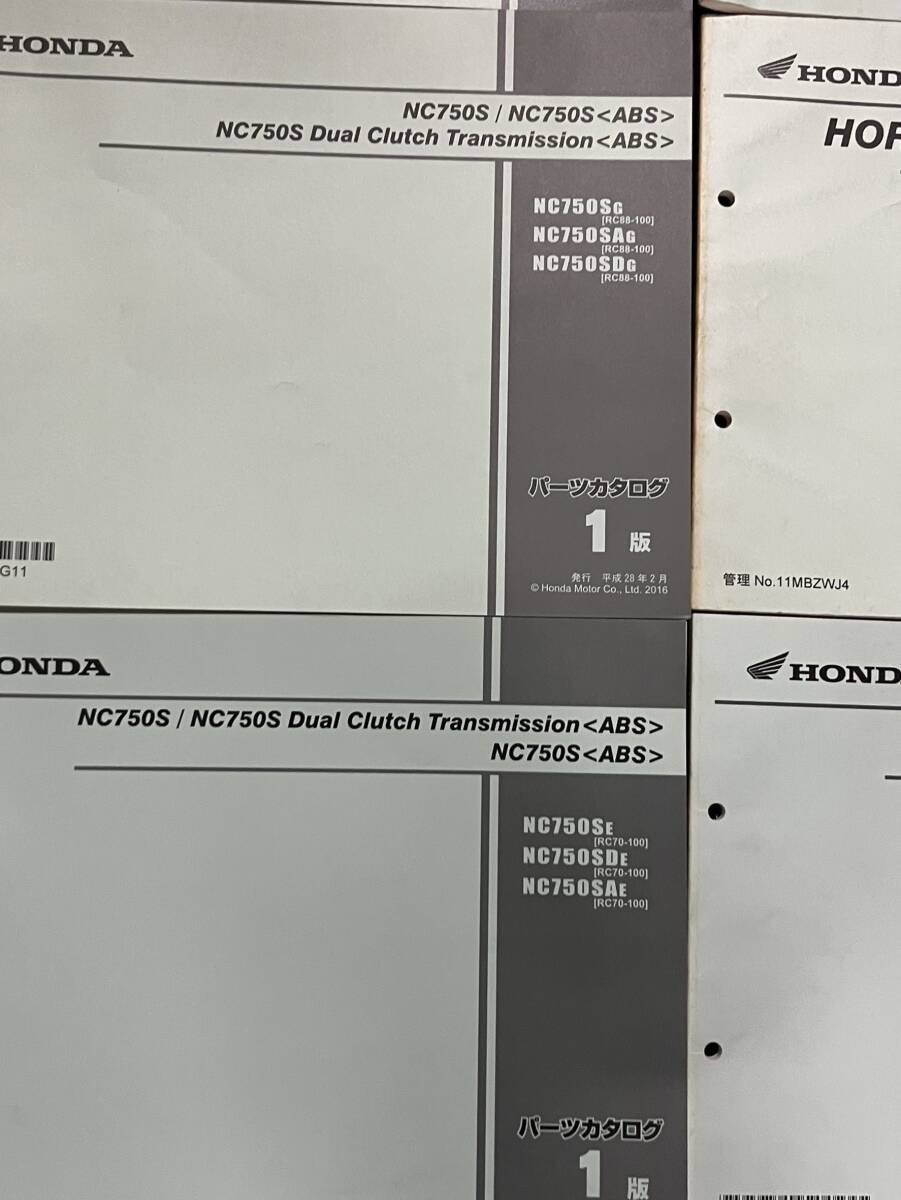 HONDA
NC750S / NC750S<ABS>
NC750S Dual Clutch Transmission<ABS>
NC750SG
[RC88-100]
NC750SAG
[RC88-100]
NC750SDG
[RC88-100]
パーツカタログ
1版
発行 平成28年2月
© Honda Motor Co., Ltd. 2016
G11
HOND
HOF
管理 No.11MBZWJ4
ONDA
NC750S / NC750S Dual Clutch Transmission<ABS>
NC750S<ABS>
NC750SE
[RC70-100]
NC750SDE
[RC70-100]
NC750SAE
[RC70-100]
パーツカタログ
1版
HOND